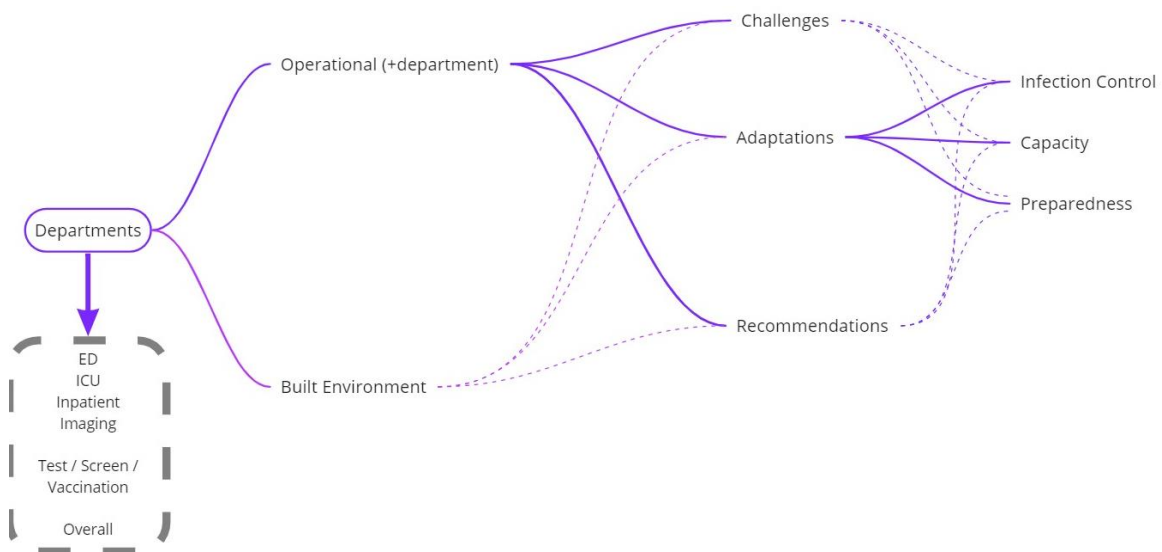 Challenges
Operational (+department)
Infection Control
Adaptations
Capacity
Preparedness
Departments
Recommendations
ED
ICU
Inpatient
Imaging
Built Environment
Test / Screen /
Vaccination
Overall